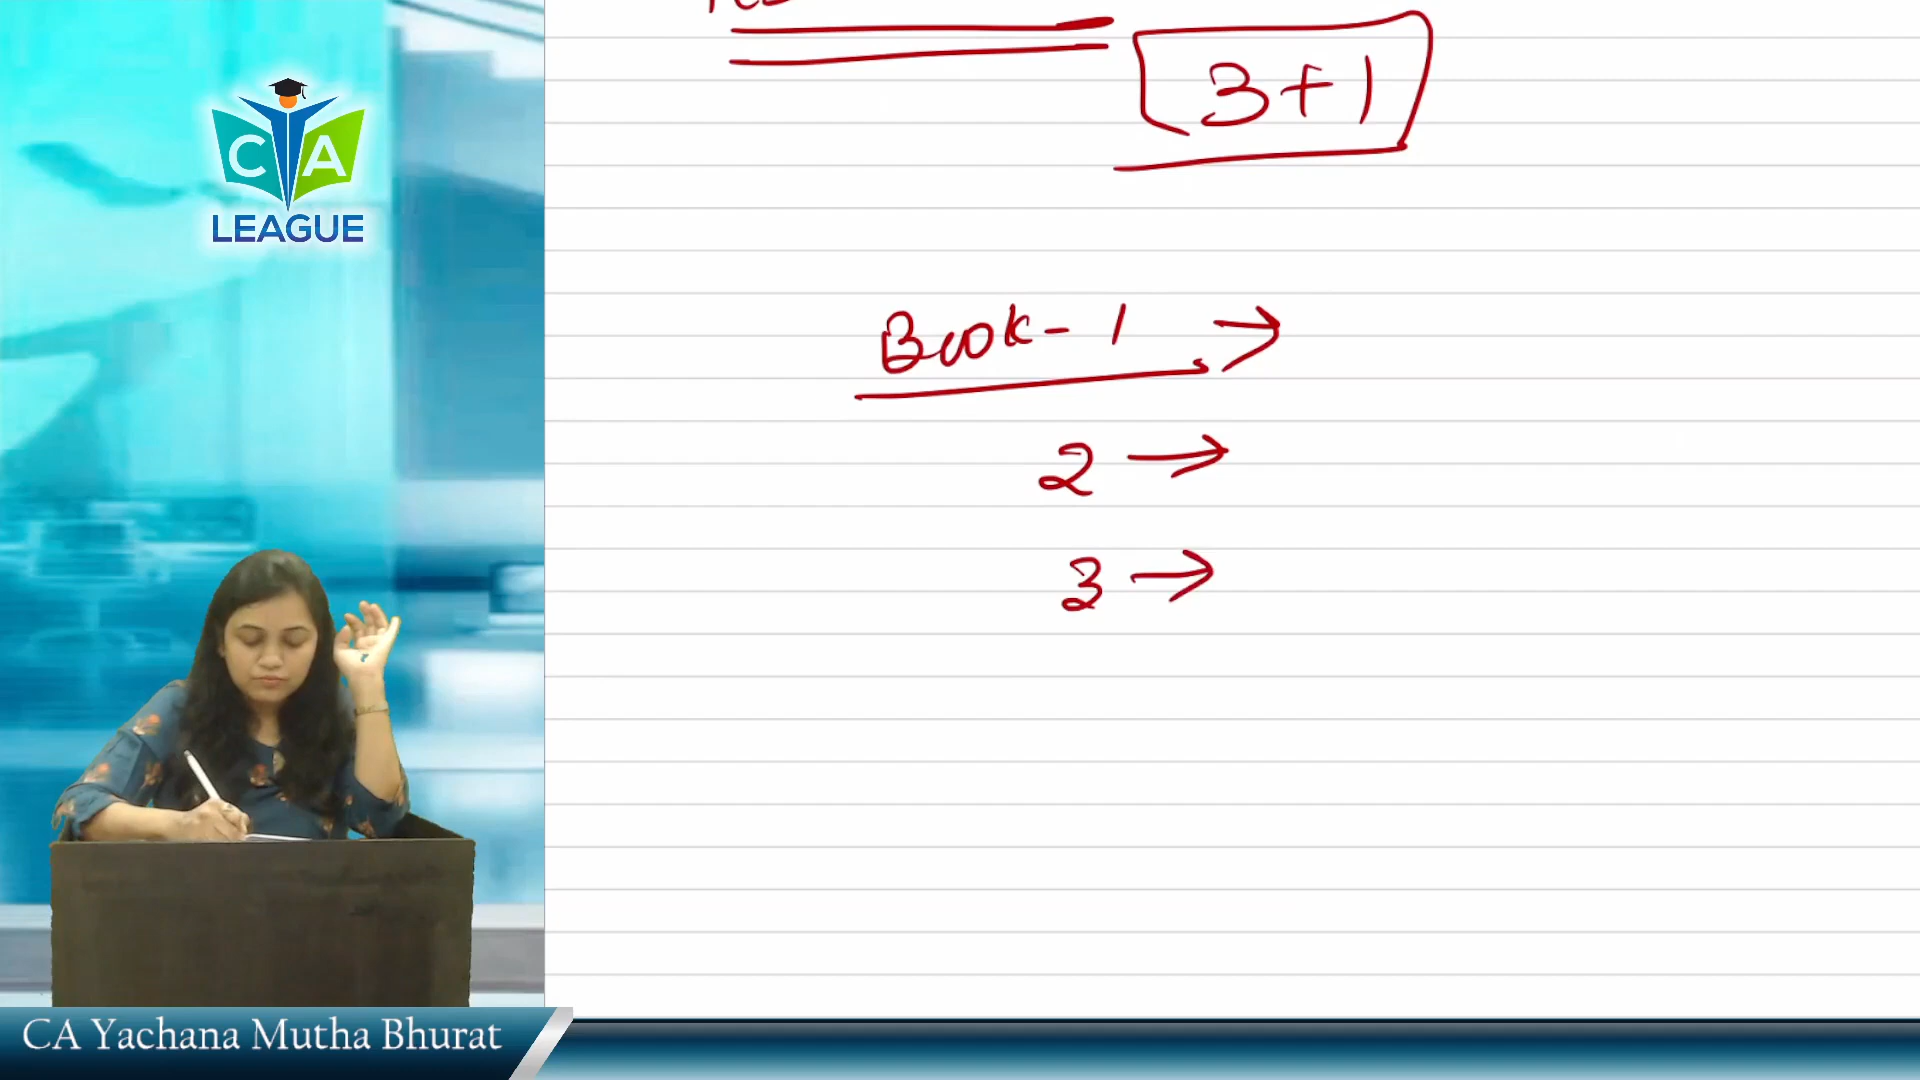 3+1
C A
LEAGUE
Book - 1 →
2 →
3 →
CA Yachana Mutha Bhurat